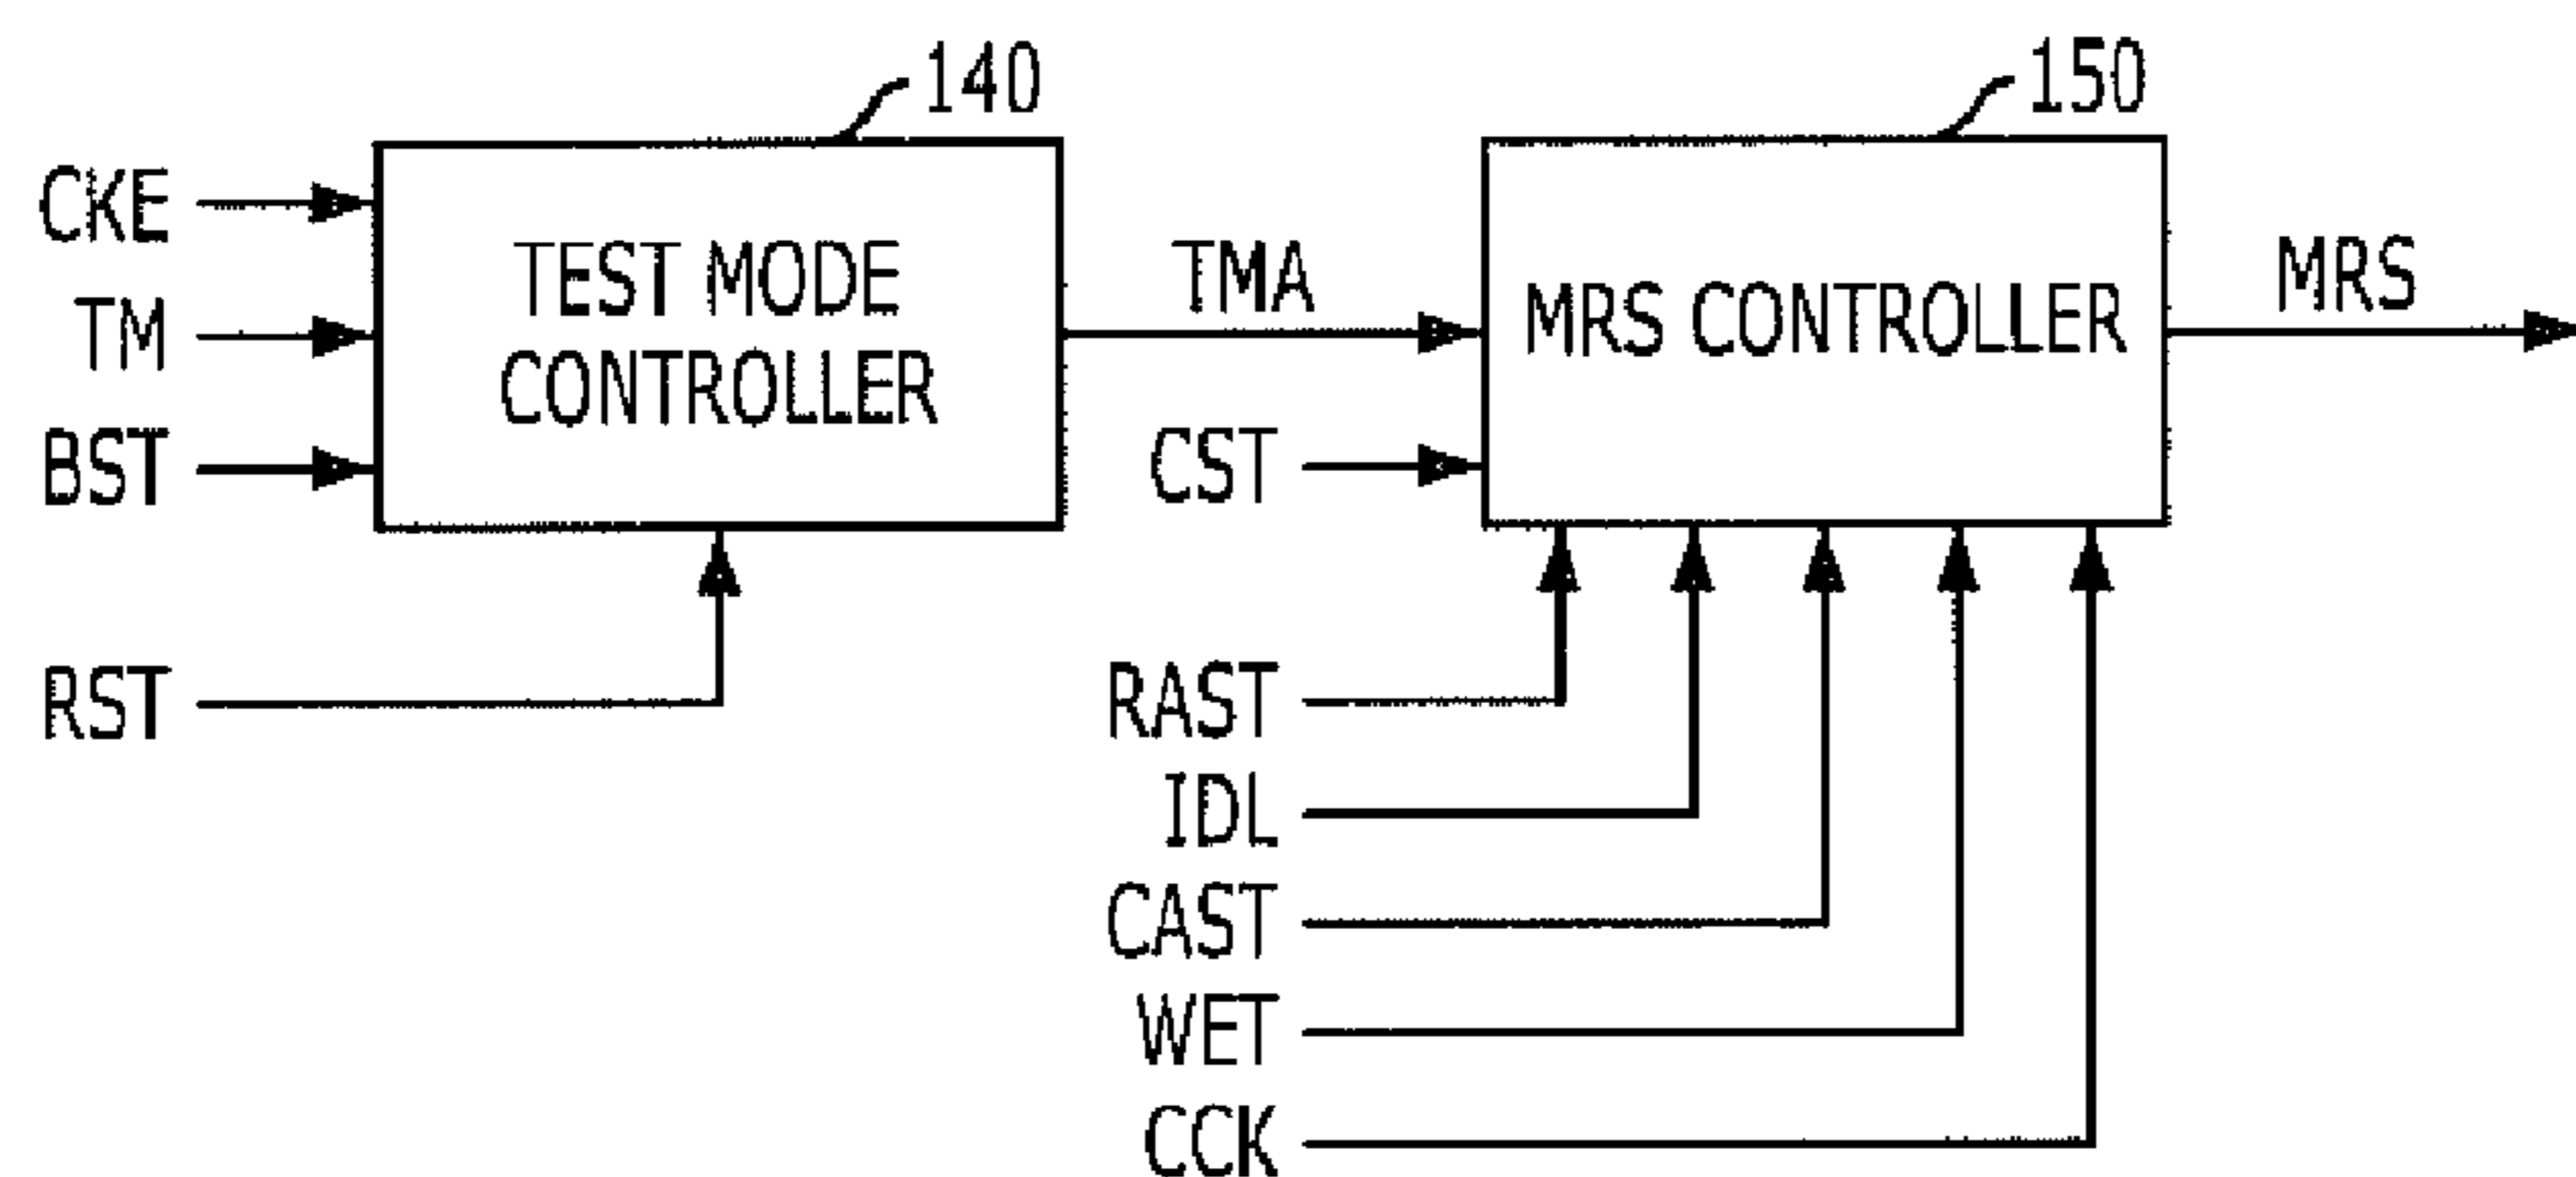 140
150
CKE
TM
BST
RST
TEST MODE
CONTROLLER
TMA
CST
MRS CONTROLLER
MRS
RAST
IDL
CAST
WET
CCK